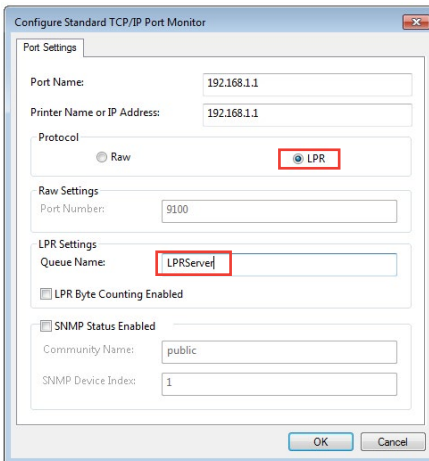 Configure Standard TCP/IP Port Monitor
Port Settings
Port Name: 192.168.1.1
Printer Name or IP Address: 192.168.1.1
Protocol
Raw LPR
Raw Settings
Port Number: 9100
LPR Settings
Queue Name: LPRServer
LPR Byte Counting Enabled
SNMP Status Enabled
Community Name: public
SNMP Device Index: 1
OK Cancel